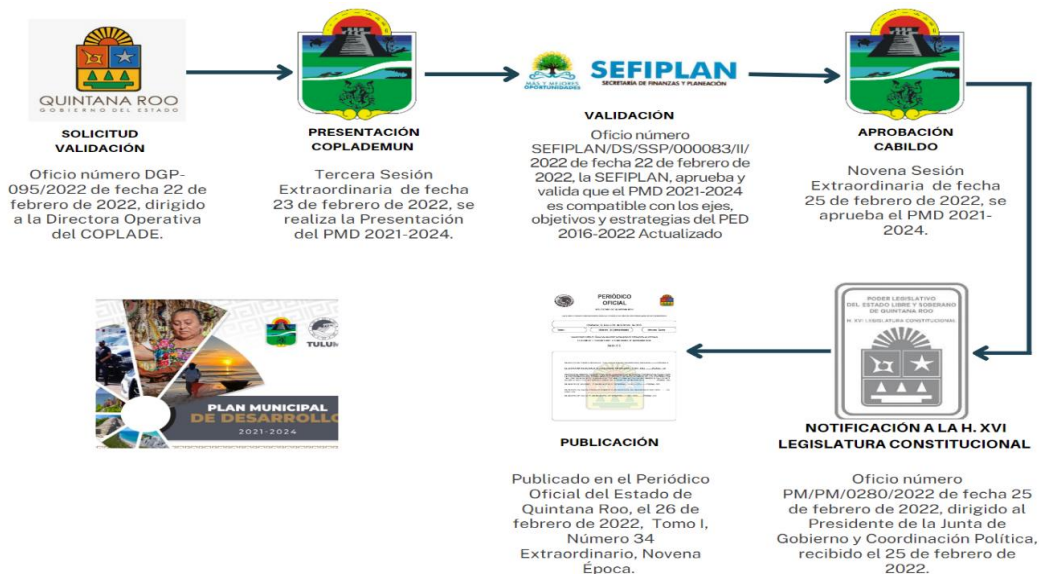 QUINTANA ROO
GOBIERNO DEL ESTADO
SOLICITUD
VALIDACIÓN
Oficio número DGP-
095/2022 de fecha 22 de
febrero de 2022, dirigido
a la Directora Operativa
del COPLADE.
PRESENTACIÓN
COPLADEMUN
Tercera Sesión
Extraordinaria de fecha
23 de febrero de 2022, se
realiza la Presentación
del PMD 2021-2024.
MÁS Y MEJORES
OPORTUNIDADES
SEFIPLAN
SECRETARÍA DE FINANZAS Y PLANEACIÓN
VALIDACIÓN
Oficio número
SEFIPLAN/DS/SSP/000083/II/
2022 de fecha 22 de febrero de
2022, la SEFIPLAN, aprueba y
valida que el PMD 2021-2024
es compatible con los ejes,
objetivos y estrategias del PED
2016-2022 Actualizado
APROBACIÓN
CABILDO
Novena Sesión
Extraordinaria de fecha
25 de febrero de 2022, se
aprueba el PMD 2021-
2024.
PODER LEGISLATIVO
DEL ESTADO LIBRE Y SOBERANO
DE QUINTANA ROO
H. XVI LEGISLATURA CONSTITUCIONAL
NOTIFICACIÓN A LA H. XVI
LEGISLATURA CONSTITUCIONAL
Oficio número
PM/PM/0280/2022 de fecha 25
de febrero de 2022, dirigido al
Presidente de la Junta de
Gobierno y Coordinación Política,
recibido el 25 de febrero de
2022.
PERIÓDICO
OFICIAL
PUBLICACIÓN
Publicado en el Periódico
Oficial del Estado de
Quintana Roo, el 26 de
febrero de 2022, Tomo I,
Número 34
Extraordinario, Novena
Época.
TULUM
PLAN MUNICIPAL
DE DESARROLLO
2021-2024